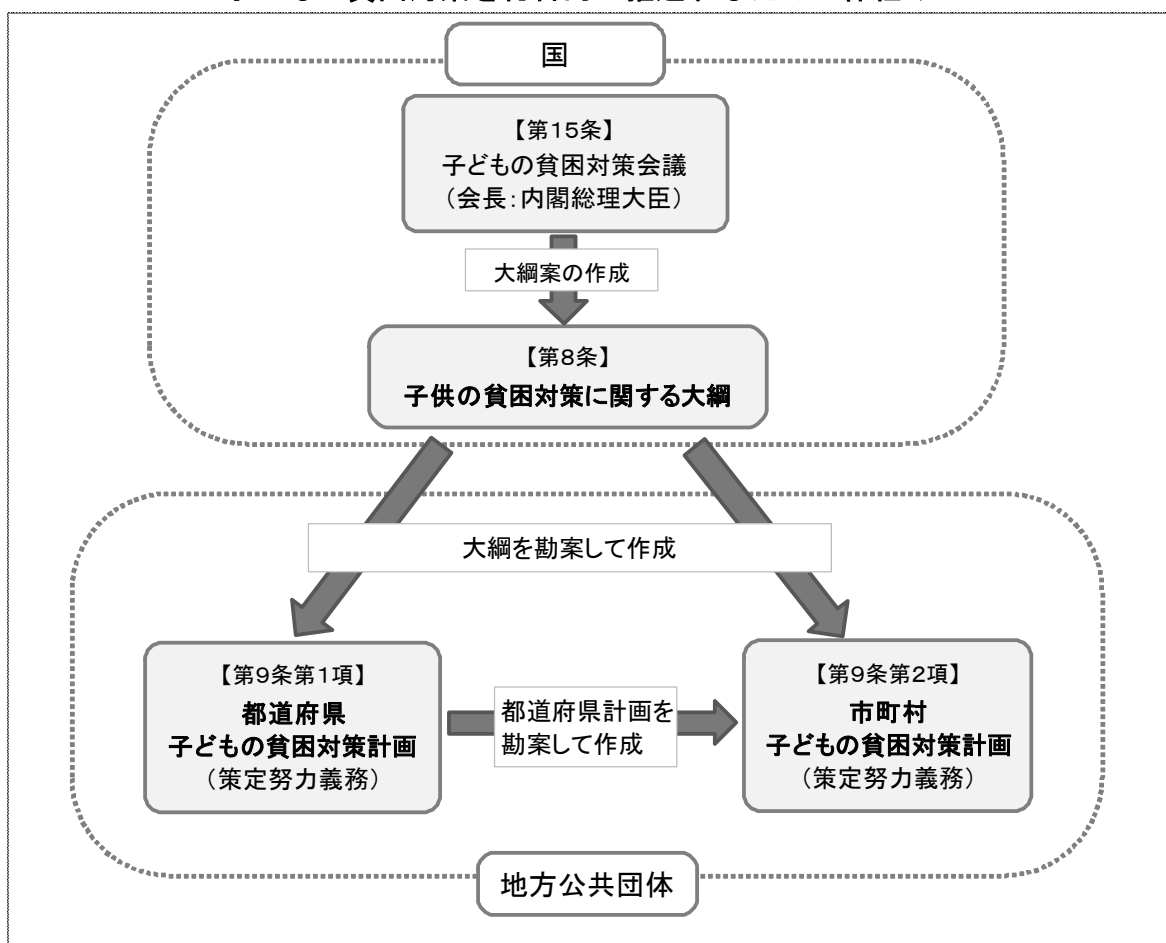 国
【第15条】
子どもの貧困対策会議
（会長：内閣総理大臣）
大綱案の作成
【第8条】
子供の貧困対策に関する大綱
大綱を勘案して作成
【第9条第1項】
都道府県
子どもの貧困対策計画
（策定努力義務）
都道府県計画を
勘案して作成
【第9条第2項】
市町村
子どもの貧困対策計画
（策定努力義務）
地方公共団体